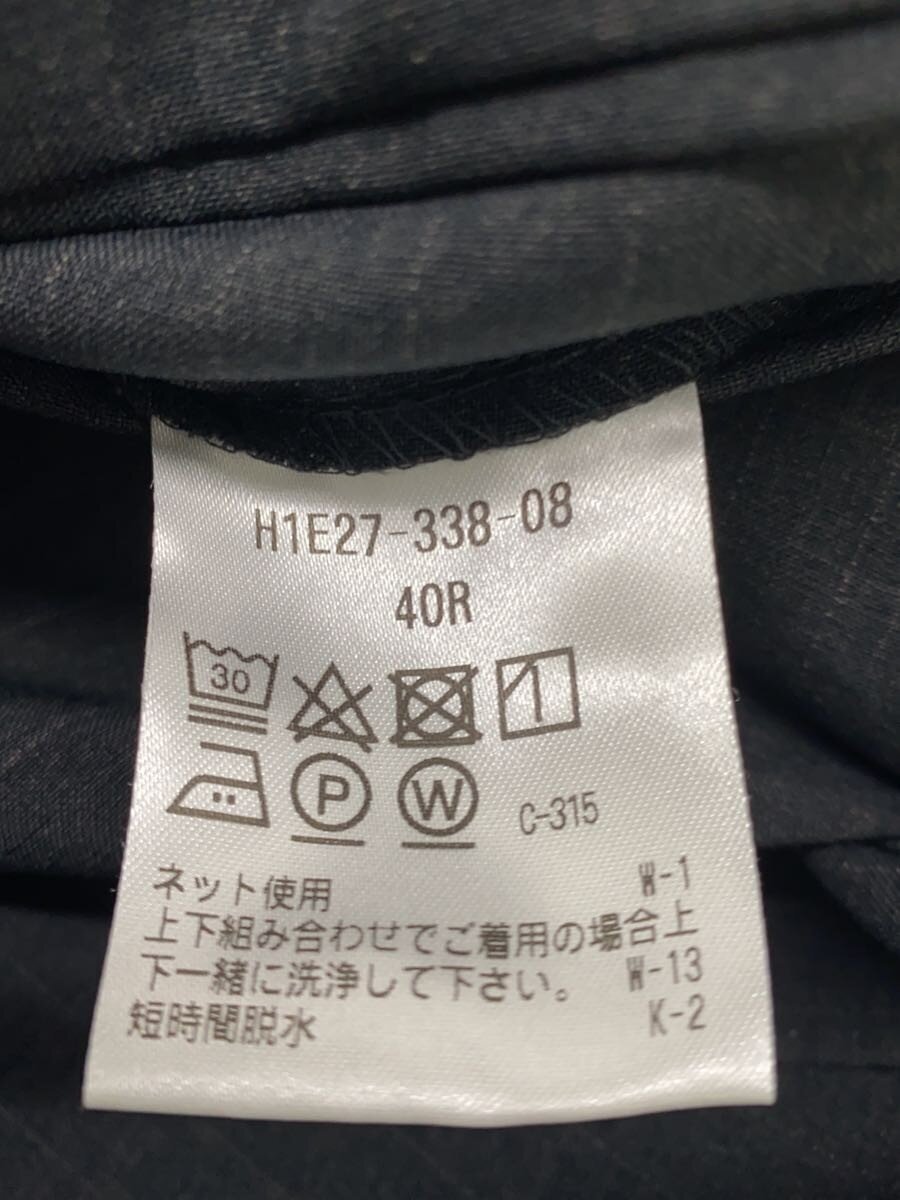 H1E27-338-08
40R
30
P W C-315
ネット使用 W-1
上下組み合わせでご着用の場合上
下一緒に洗浄して下さい。 W-13
短時間脱水 K-2